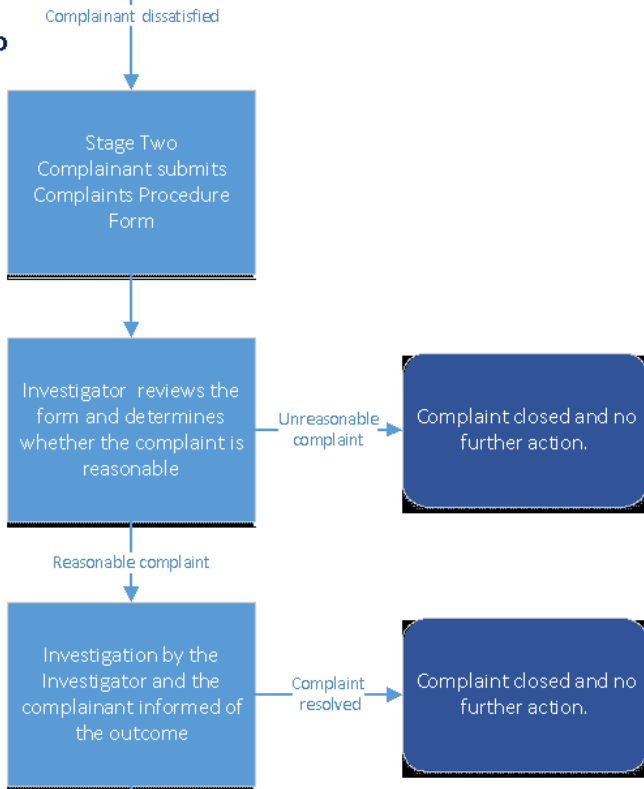 Complainant dissatisfied
Stage Two
Complainant submits
Complaints Procedure
Form
Investigator reviews the
form and determines
whether the complaint is
reasonable
Unreasonable
complaint
Complaint closed and no
further action.
Reasonable complaint
Investigation by the
Investigator and the
complainant informed of
the outcome
Complaint
resolved
Complaint closed and no
further action.